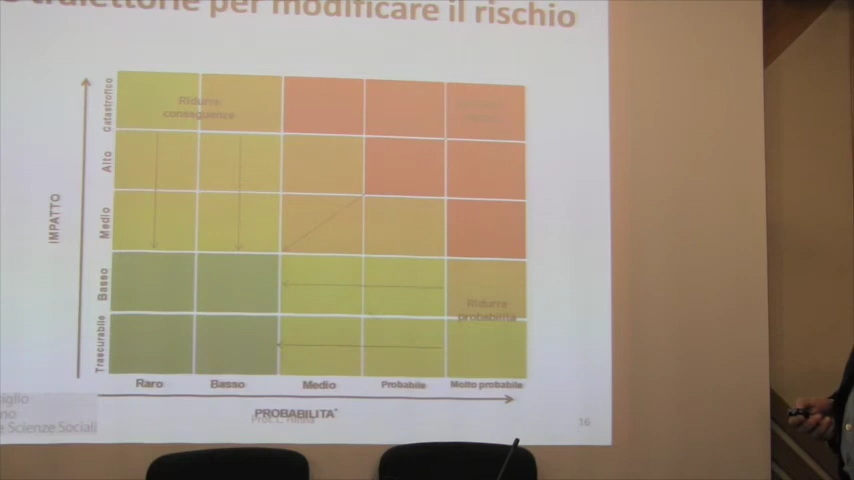 traiettorie per modificare il rischio
Ridurre
conseguenze
Catastrofico
Alto
Medio
Basso
Trascurabile
IMPATTO
Ridurre
probabilità
Raro
Basso
Medio
Probabile
Molto probabile
PROBABILITA'
16
e Scienze Sociali